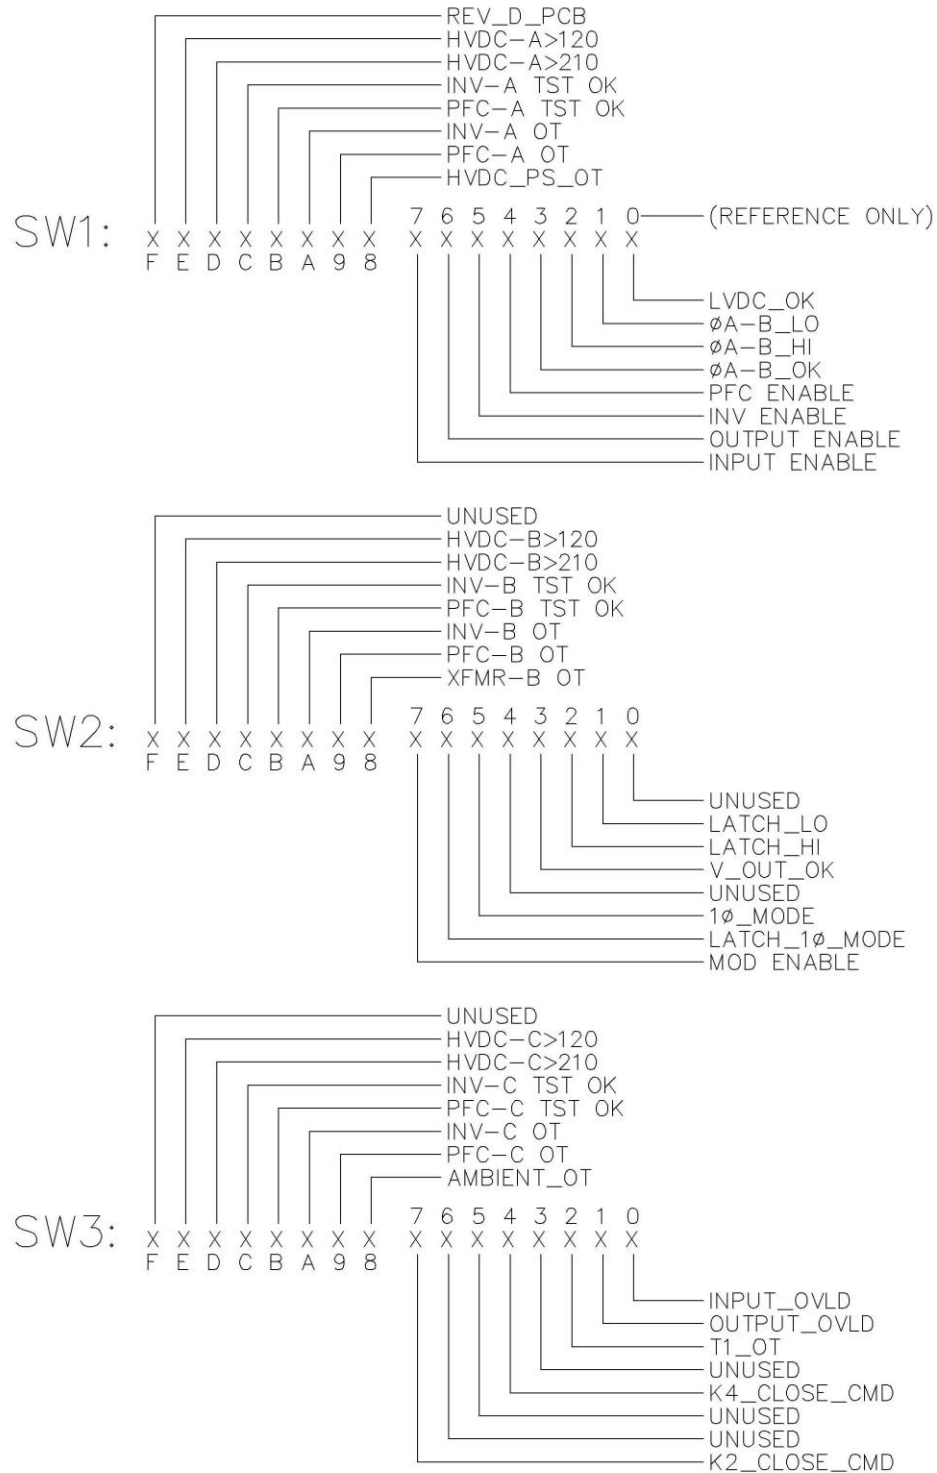 REV_D_PCB
HVDC-A>120
HVDC-A>210
INV-A TST OK
PFC-A TST OK
INV-A OT
PFC-A OT
HVDC_PS_OT
7 6 5 4 3 2 1 0 (REFERENCE ONLY)
SW1: X X X X X X X X X X X X X X X X
F E D C B A 9 8
LVDC_OK
øA-B_LO
øA-B_HI
øA-B_OK
PFC ENABLE
INV ENABLE
OUTPUT ENABLE
INPUT ENABLE
UNUSED
HVDC-B>120
HVDC-B>210
INV-B TST OK
PFC-B TST OK
INV-B OT
PFC-B OT
XFMR-B OT
7 6 5 4 3 2 1 0
SW2: X X X X X X X X X X X X X X X X
F E D C B A 9 8
UNUSED
LATCH_LO
LATCH_HI
V_OUT_OK
UNUSED
1ø_MODE
LATCH_1ø_MODE
MOD ENABLE
UNUSED
HVDC-C>120
HVDC-C>210
INV-C TST OK
PFC-C TST OK
INV-C OT
PFC-C OT
AMBIENT_OT
7 6 5 4 3 2 1 0
SW3: X X X X X X X X X X X X X X X X
F E D C B A 9 8
INPUT_OVLD
OUTPUT_OVLD
T1_OT
UNUSED
K4_CLOSE_CMD
UNUSED
UNUSED
K2_CLOSE_CMD